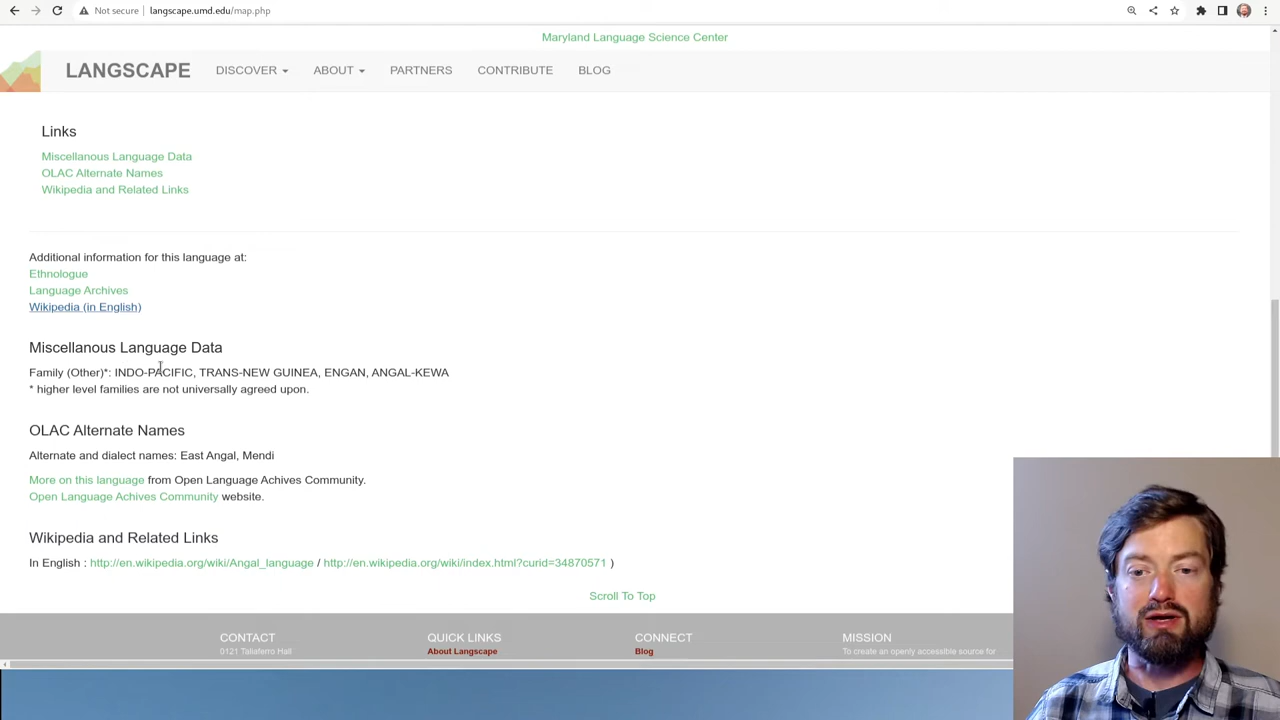 Not secure | langscape.umd.edu/map.php
Maryland Language Science Center
LANGSCAPE DISCOVER ABOUT PARTNERS CONTRIBUTE BLOG
Links
Miscellanous Language Data
OLAC Alternate Names
Wikipedia and Related Links
Additional information for this language at:
Ethnologue
Language Archives
Wikipedia (in English)
Miscellanous Language Data
Family (Other)*: INDO-PACIFIC, TRANS-NEW GUINEA, ENGAN, ANGAL-KEWA
* higher level families are not universally agreed upon.
OLAC Alternate Names
Alternate and dialect names: East Angal, Mendi
More on this language from Open Language Achives Community.
Open Language Achives Community website.
Wikipedia and Related Links
In English : http://en.wikipedia.org/wiki/Angal_language / http://en.wikipedia.org/wiki/index.html?curid=34870571 )
Scroll To Top
CONTACT QUICK LINKS CONNECT MISSION
0121 Taliaferro Hall About Langscape Blog To create an openly accessible source for